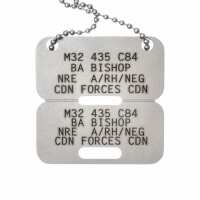 M32 435 C84
BA BISHOP
NRE A/RH/NEG
CDN FORCES CDN
M32 435 C84
BA BISHOP
NRE A/RH/NEG
CDN FORCES CDN